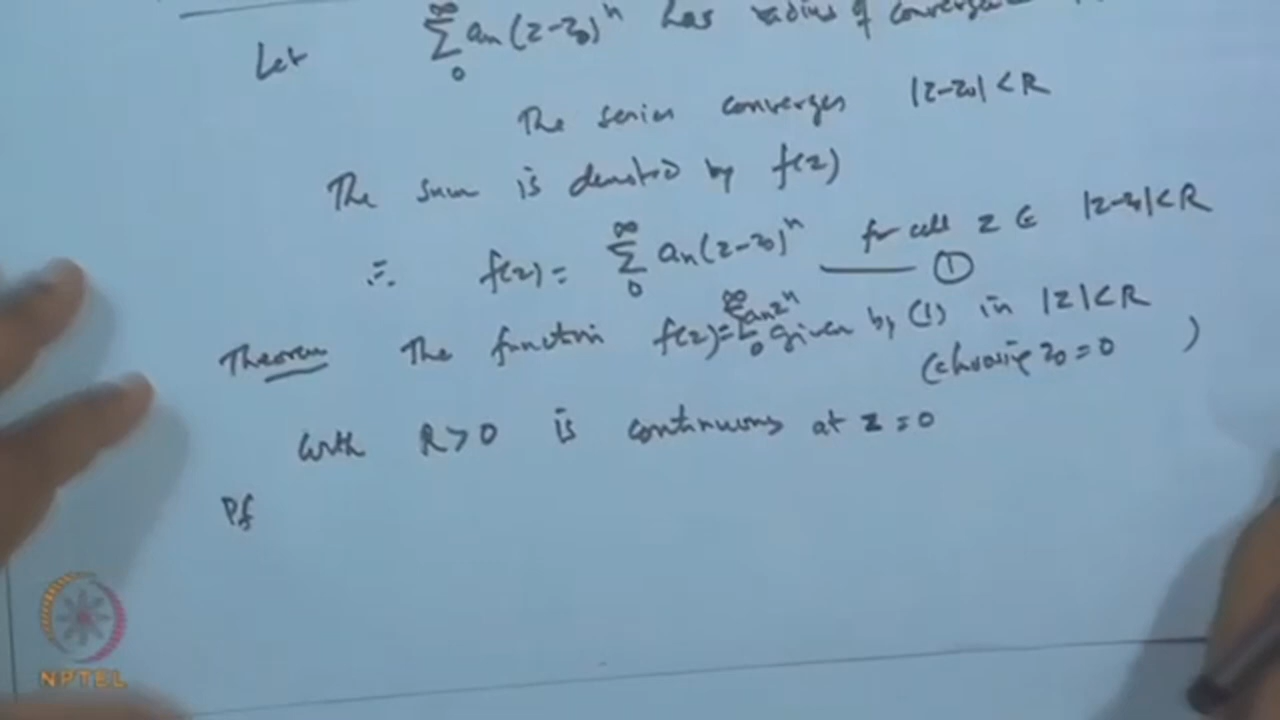 Let ∑₀^∞ aₙ(z-z₀)ⁿ has radius of
The series converges |z-z₀|<R
The sum is denoted by f(z)
∴ f(z)= ∑₀^∞ aₙ(z-z₀)ⁿ for all z ∈ |z-z₀|<R
——— ①
Theorem The function f(z)=∑₀^∞ aₙzⁿ given by (1) in |z|<R
(choosing z₀=0 )
with R>0 is continuous at z=0
Pf
NPTEL